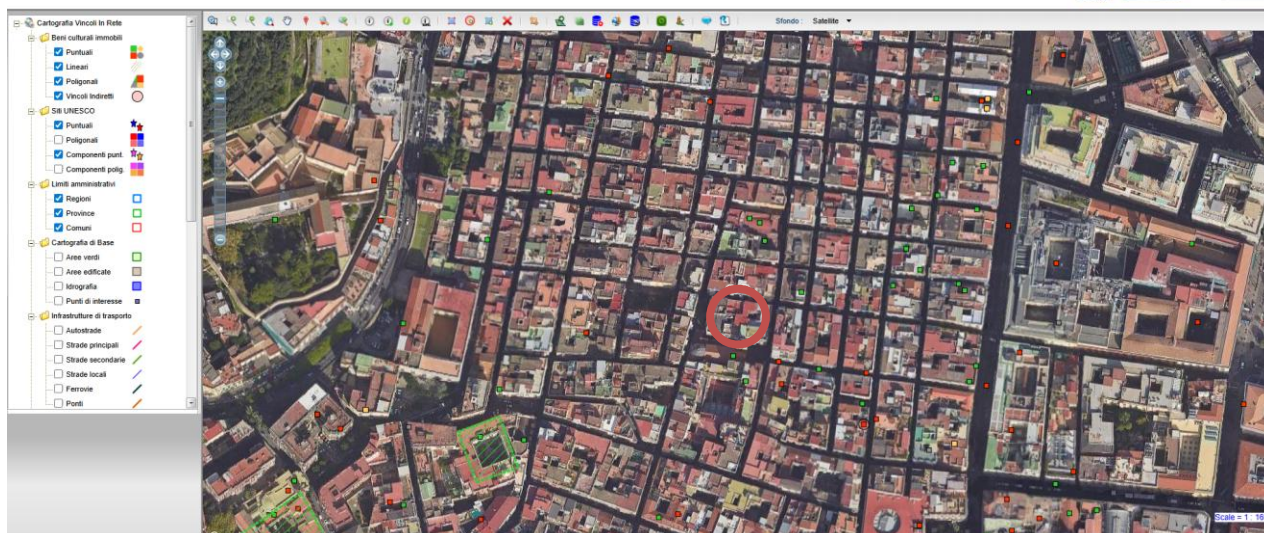 Sfondo : Satellite
Cartografia Vincoli In Rete
Beni culturali immobili
Puntuali
Lineari
Poligonali
Vincoli Indiretti
Siti UNESCO
Puntuali
Poligonali
Componenti punt.
Componenti polig.
Limiti amministrativi
Regioni
Province
Comuni
Cartografia di Base
Aree verdi
Aree edificate
Idrografia
Punti di interesse
Infrastrutture di trasporto
Autostrade
Strade principali
Strade secondarie
Strade locali
Ferrovie
Ponti
Scale = 1 : 16